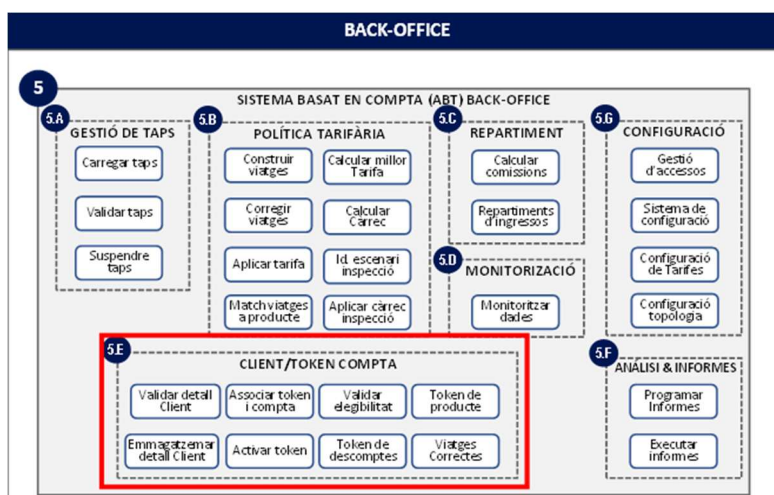 BACK-OFFICE
5
SISTEMA BASAT EN COMPTA (ABT) BACK-OFFICE
5.A
GESTIÓ DE TAPS
Carregar taps
Validar taps
Suspendre
taps
5.B
POLÍTICA TARIFÀRIA
Construir
viatges
Calcular millor
Tarifa
Corregir
viatges
Calcular
Càrrec
Aplicar tarifa
Id. escenari
inspecció
Match viatges
a producte
Aplicar càrrec
inspecció
5.C
REPARTIMENT
Calcular
comissions
Repartiments
d'ingressos
5.D
MONITORIZACIÓ
Monitoritzar
dades
5.G
CONFIGURACIÓ
Gestió
d'accessos
Sistema de
configuració
Configuració
de Tarifes
Configuració
topologia
5.E
CLIENT/TOKEN COMPTA
Validar detall
Client
Associar token
i compta
Validar
elegibilitat
Token de
producte
Emmagatzemar
detall Client
Activar token
Token de
descomptes
Viatges
Correctes
5.F
ANÀLISI & INFORMES
Programar
Informes
Executar
informes